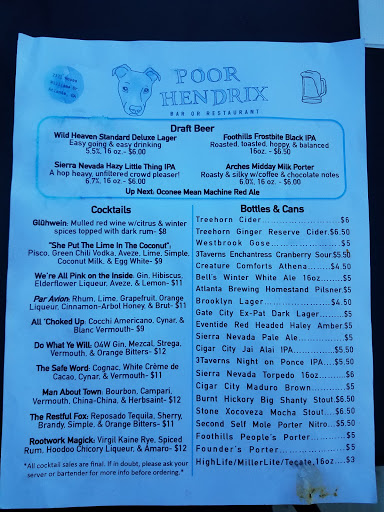 2371 Hosea
Williams Dr
Atlanta, GA
POOR
HENDRIX
BAR OR RESTAURANT
Draft Beer
Wild Heaven Standard Deluxe Lager
Easy going & easy drinking
5.5%, 16 oz. - $6.00
Foothills Frostbite Black IPA
Roasted, toasted, hoppy, & balanced
16oz. - $6.50
Sierra Nevada Hazy Little Thing IPA
A hop heavy, unfiltered crowd pleaser!
6.7%, 16 oz. - $6.00
Arches Midday Milk Porter
Roasty & silky w/coffee & chocolate notes
6.0%, 16 oz. - $6.00
Up Next: Oconee Mean Machine Red Ale
Cocktails
Glühwein: Mulled red wine w/citrus & winter
spices topped with dark rum- $8
"She Put The Lime In The Coconut":
Pisco, Green Chili Vodka, Aveze, Lime, Simple,
Coconut Milk, & Egg White- $9
We're All Pink on the Inside: Gin, Hibiscus,
Elderflower Liqueur, Aveze, & Lemon- $11
Par Avion: Rhum, Lime, Grapefruit, Orange
Liqueur, Cinnamon-Arbol Honey, & Brut- $11
All 'Choked Up: Cocchi Americano, Cynar, &
Blanc Vermouth- $9
Do What Ye Will: O4W Gin, Mezcal, Strega,
Vermouth, & Orange Bitters- $12
The Safe Word: Cognac, White Crème de
Cacao, Cynar, & Vermouth- $11
Man About Town: Bourbon, Campari,
Vermouth, China-China, & Herbsaint- $12
The Restful Fox: Reposado Tequila, Sherry,
Brandy, Simple, & Orange Bitters- $11
Rootwork Magick: Virgil Kaine Rye, Spiced
Rum, Hoodoo Chicory Liqueur, & Amaro- $12
*All cocktail sales are final. If in doubt, please ask your
server or bartender for more info before ordering.*
Bottles & Cans
Treehorn Cider....................$6
Treehorn Ginger Reserve Cider.$6.50
Westbrook Gose....................$5
3Taverns Enchantress Cranberry Sour$5.50
Creature Comforts Athena.......$4.50
Bell's Winter White Ale 16oz......$5
Atlanta Brewing Homestand Pilsner$5
Brooklyn Lager..................$4.50
Gate City Ex-Pat Dark Lager.......$5
Eventide Red Headed Haley Amber.$5
Sierra Nevada Pale Ale............$5
Cigar City Jai Alai IPA.........$5.50
3Taverns Night on Ponce IPA....$5.50
Sierra Nevada Torpedo 16oz........$6
Cigar City Maduro Brown...........$5
Burnt Hickory Big Shanty Stout.$6.50
Stone Xocoveza Mocha Stout....$6.50
Second Self Mole Porter Nitro...$5.50
Foothills People's Porter............$5
Founder's Porter..................$5
HighLife/MillerLite/Tecate,16oz....$3